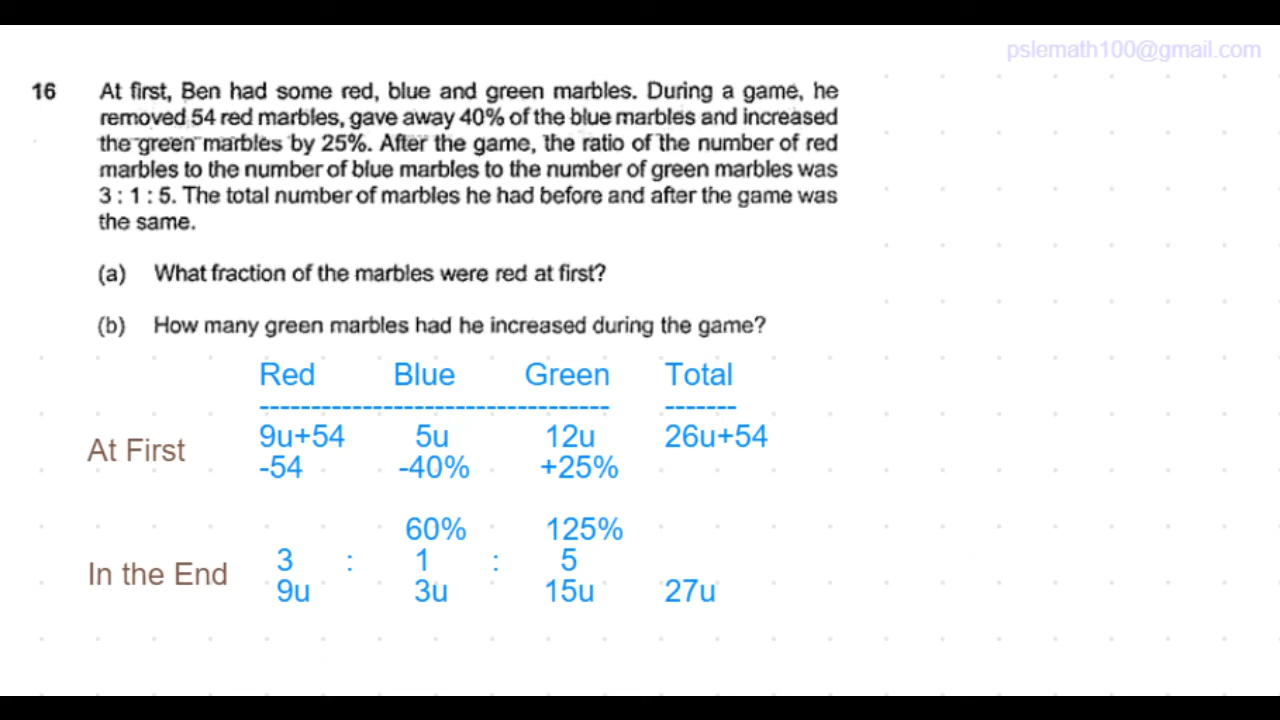 pslemath100@gmail.com
16 At first, Ben had some red, blue and green marbles. During a game, he
removed 54 red marbles, gave away 40% of the blue marbles and increased
the green marbles by 25%. After the game, the ratio of the number of red
marbles to the number of blue marbles to the number of green marbles was
3 : 1 : 5. The total number of marbles he had before and after the game was
the same.
(a) What fraction of the marbles were red at first?
(b) How many green marbles had he increased during the game?
Red Blue Green Total
---------------------------------- -------
At First 9u+54 5u 12u 26u+54
-54 -40% +25%
60% 125%
In the End 3 : 1 : 5
9u 3u 15u 27u